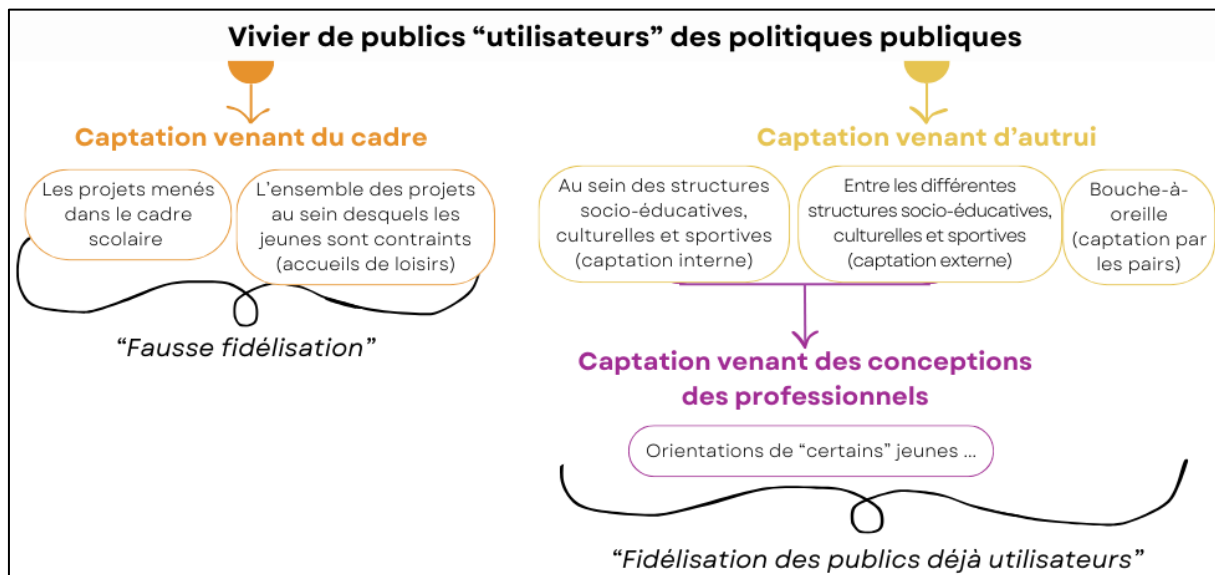 Vivier de publics “utilisateurs” des politiques publiques
Captation venant du cadre
Les projets menés
dans le cadre
scolaire
L’ensemble des projets
au sein desquels les
jeunes sont contraints
(accueils de loisirs)
“Fausse fidélisation”
Captation venant d’autrui
Au sein des structures
socio-éducatives,
culturelles et sportives
(captation interne)
Entre les différentes
structures socio-éducatives,
culturelles et sportives
(captation externe)
Bouche-à-
oreille
(captation par
les pairs)
Captation venant des conceptions
des professionnels
Orientations de “certains” jeunes ...
“Fidélisation des publics déjà utilisateurs”